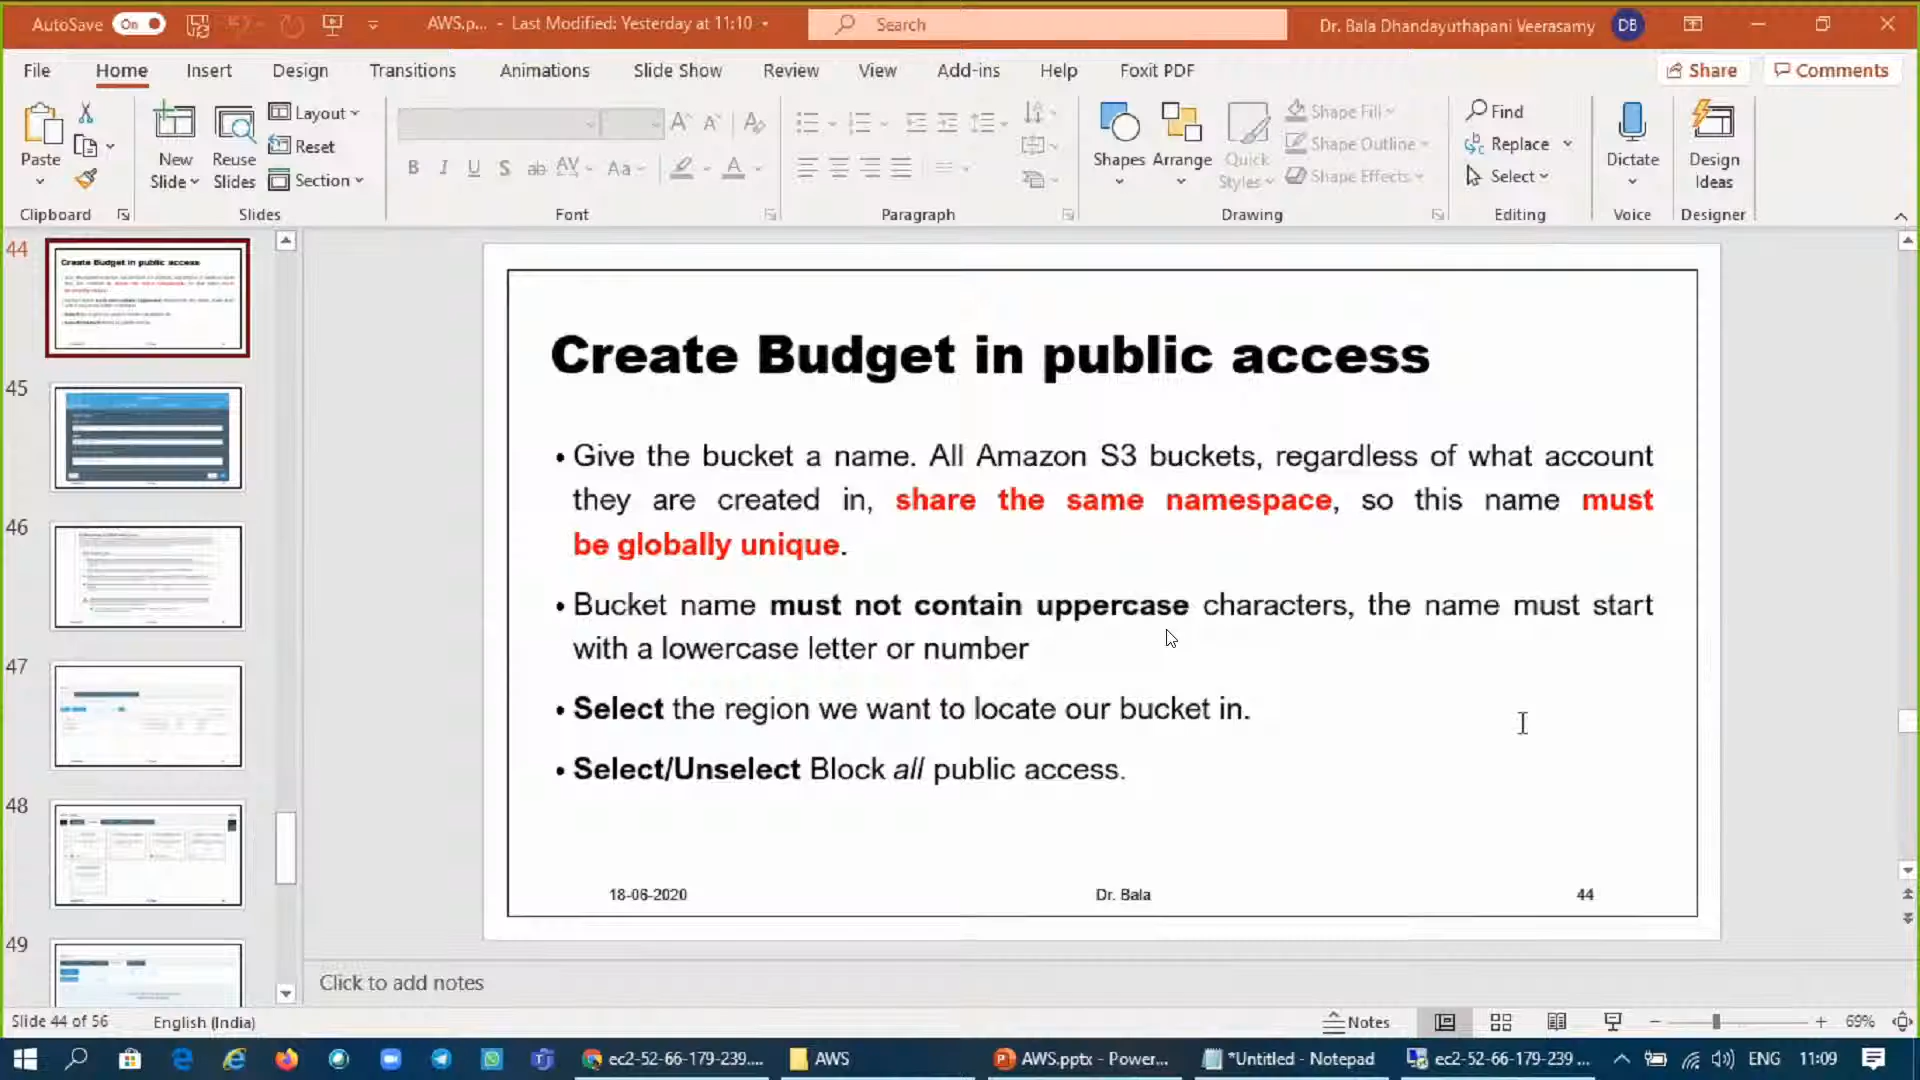 AutoSave On AWS.p... - Last Modified: Yesterday at 11:10 Search Dr. Bala Dhandayuthapani Veerasamy DB
File Home Insert Design Transitions Animations Slide Show Review View Add-ins Help Foxit PDF Share Comments
Paste New Slide Reuse Slides Layout Reset Section
Shapes Arrange Quick Styles Shape Fill Shape Outline Shape Effects
Find Replace Select Dictate Design Ideas
Clipboard Slides Font Paragraph Drawing Editing Voice Designer
44
Create Budget in public access
45
46
47
48
49
Create Budget in public access
• Give the bucket a name. All Amazon S3 buckets, regardless of what account
they are created in, share the same namespace, so this name must
be globally unique.
• Bucket name must not contain uppercase characters, the name must start
with a lowercase letter or number
• Select the region we want to locate our bucket in.
• Select/Unselect Block all public access.
18-06-2020 Dr. Bala 44
Click to add notes
Slide 44 of 56 English (India) Notes 69%
ec2-52-66-179-239.... AWS AWS.pptx - Power... *Untitled - Notepad ec2-52-66-179-239 ... ENG 11:09